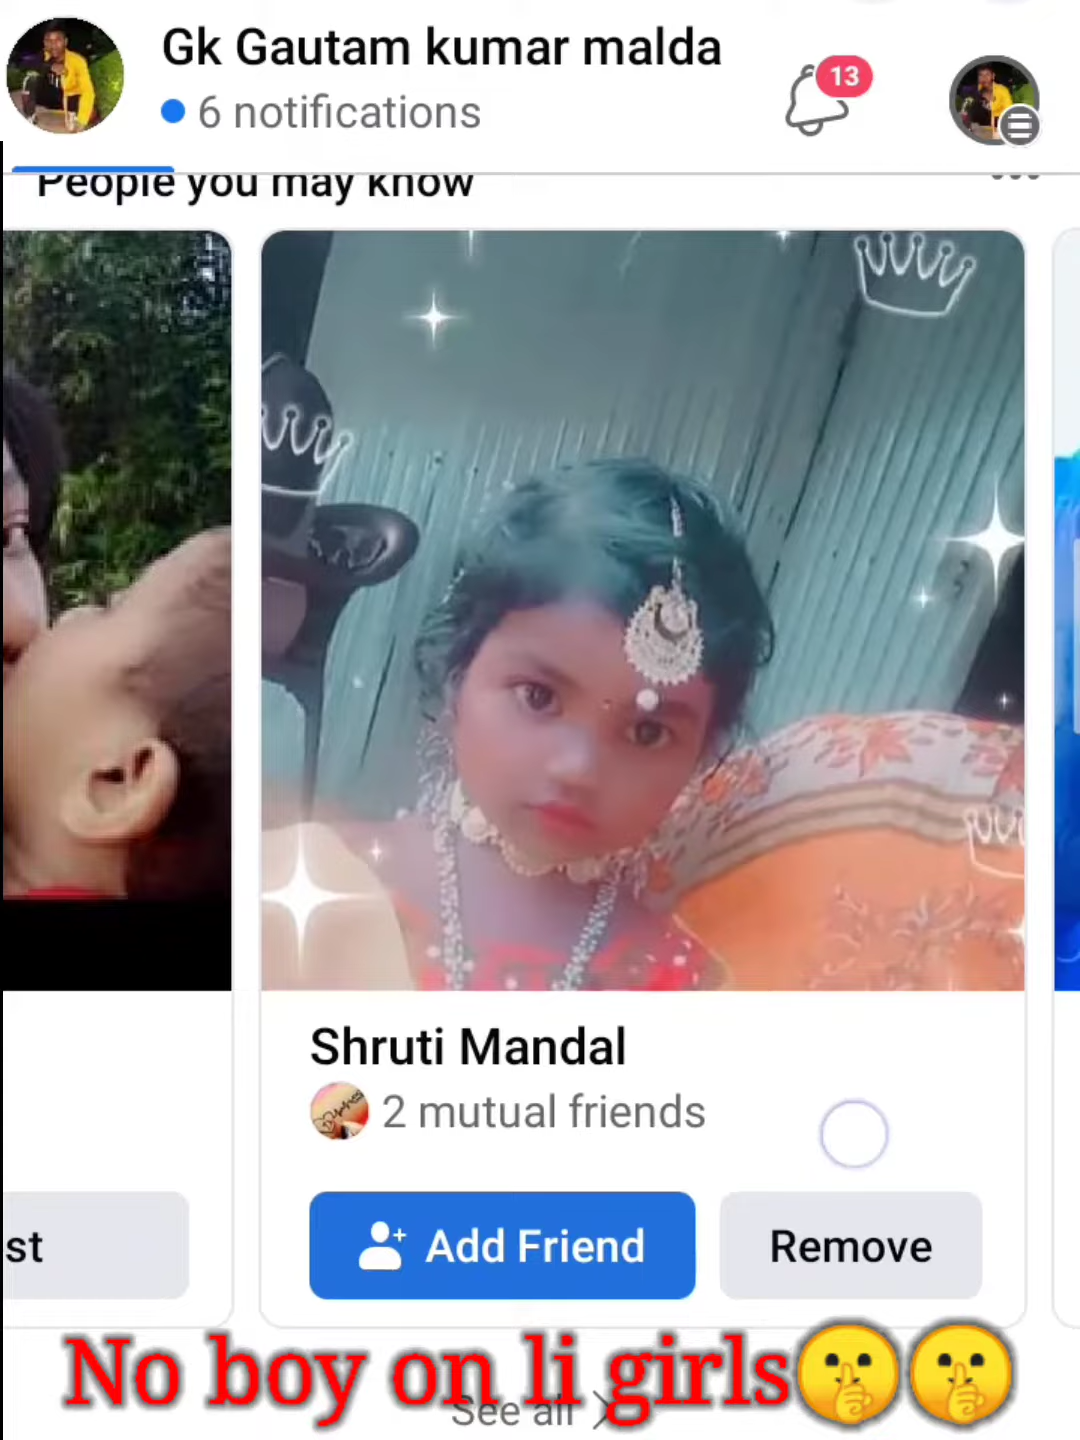 Gk Gautam kumar malda
6 notifications
13
People you may know
Shruti Mandal
2 mutual friends
st
Add Friend
Remove
No boy on li girls🤫🤫
See all